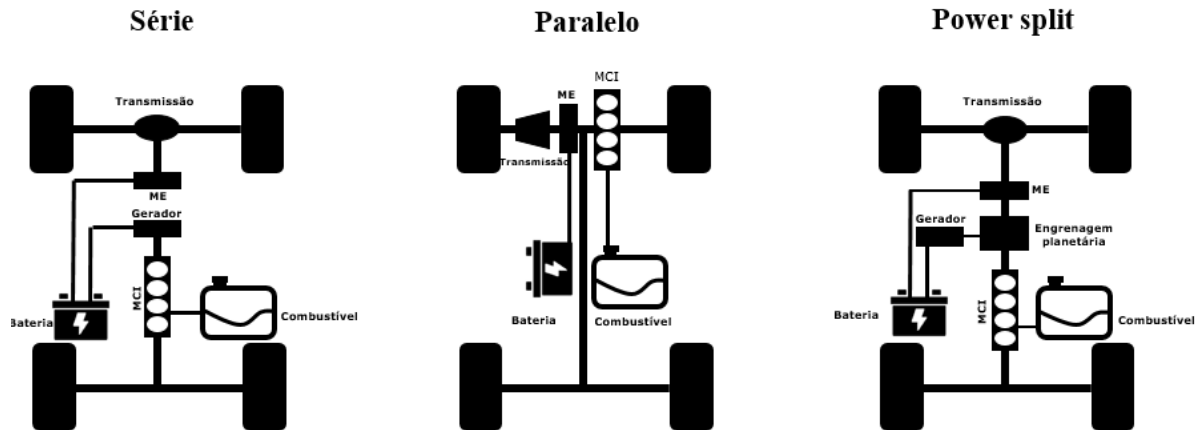 Série
Transmissão
ME
Gerador
MCI
Bateria
Combustível
Paralelo
MCI
ME
Transmissão
Bateria
Combustível
Power split
Transmissão
ME
Gerador
Engrenagem
planetária
MCI
Bateria
Combustível